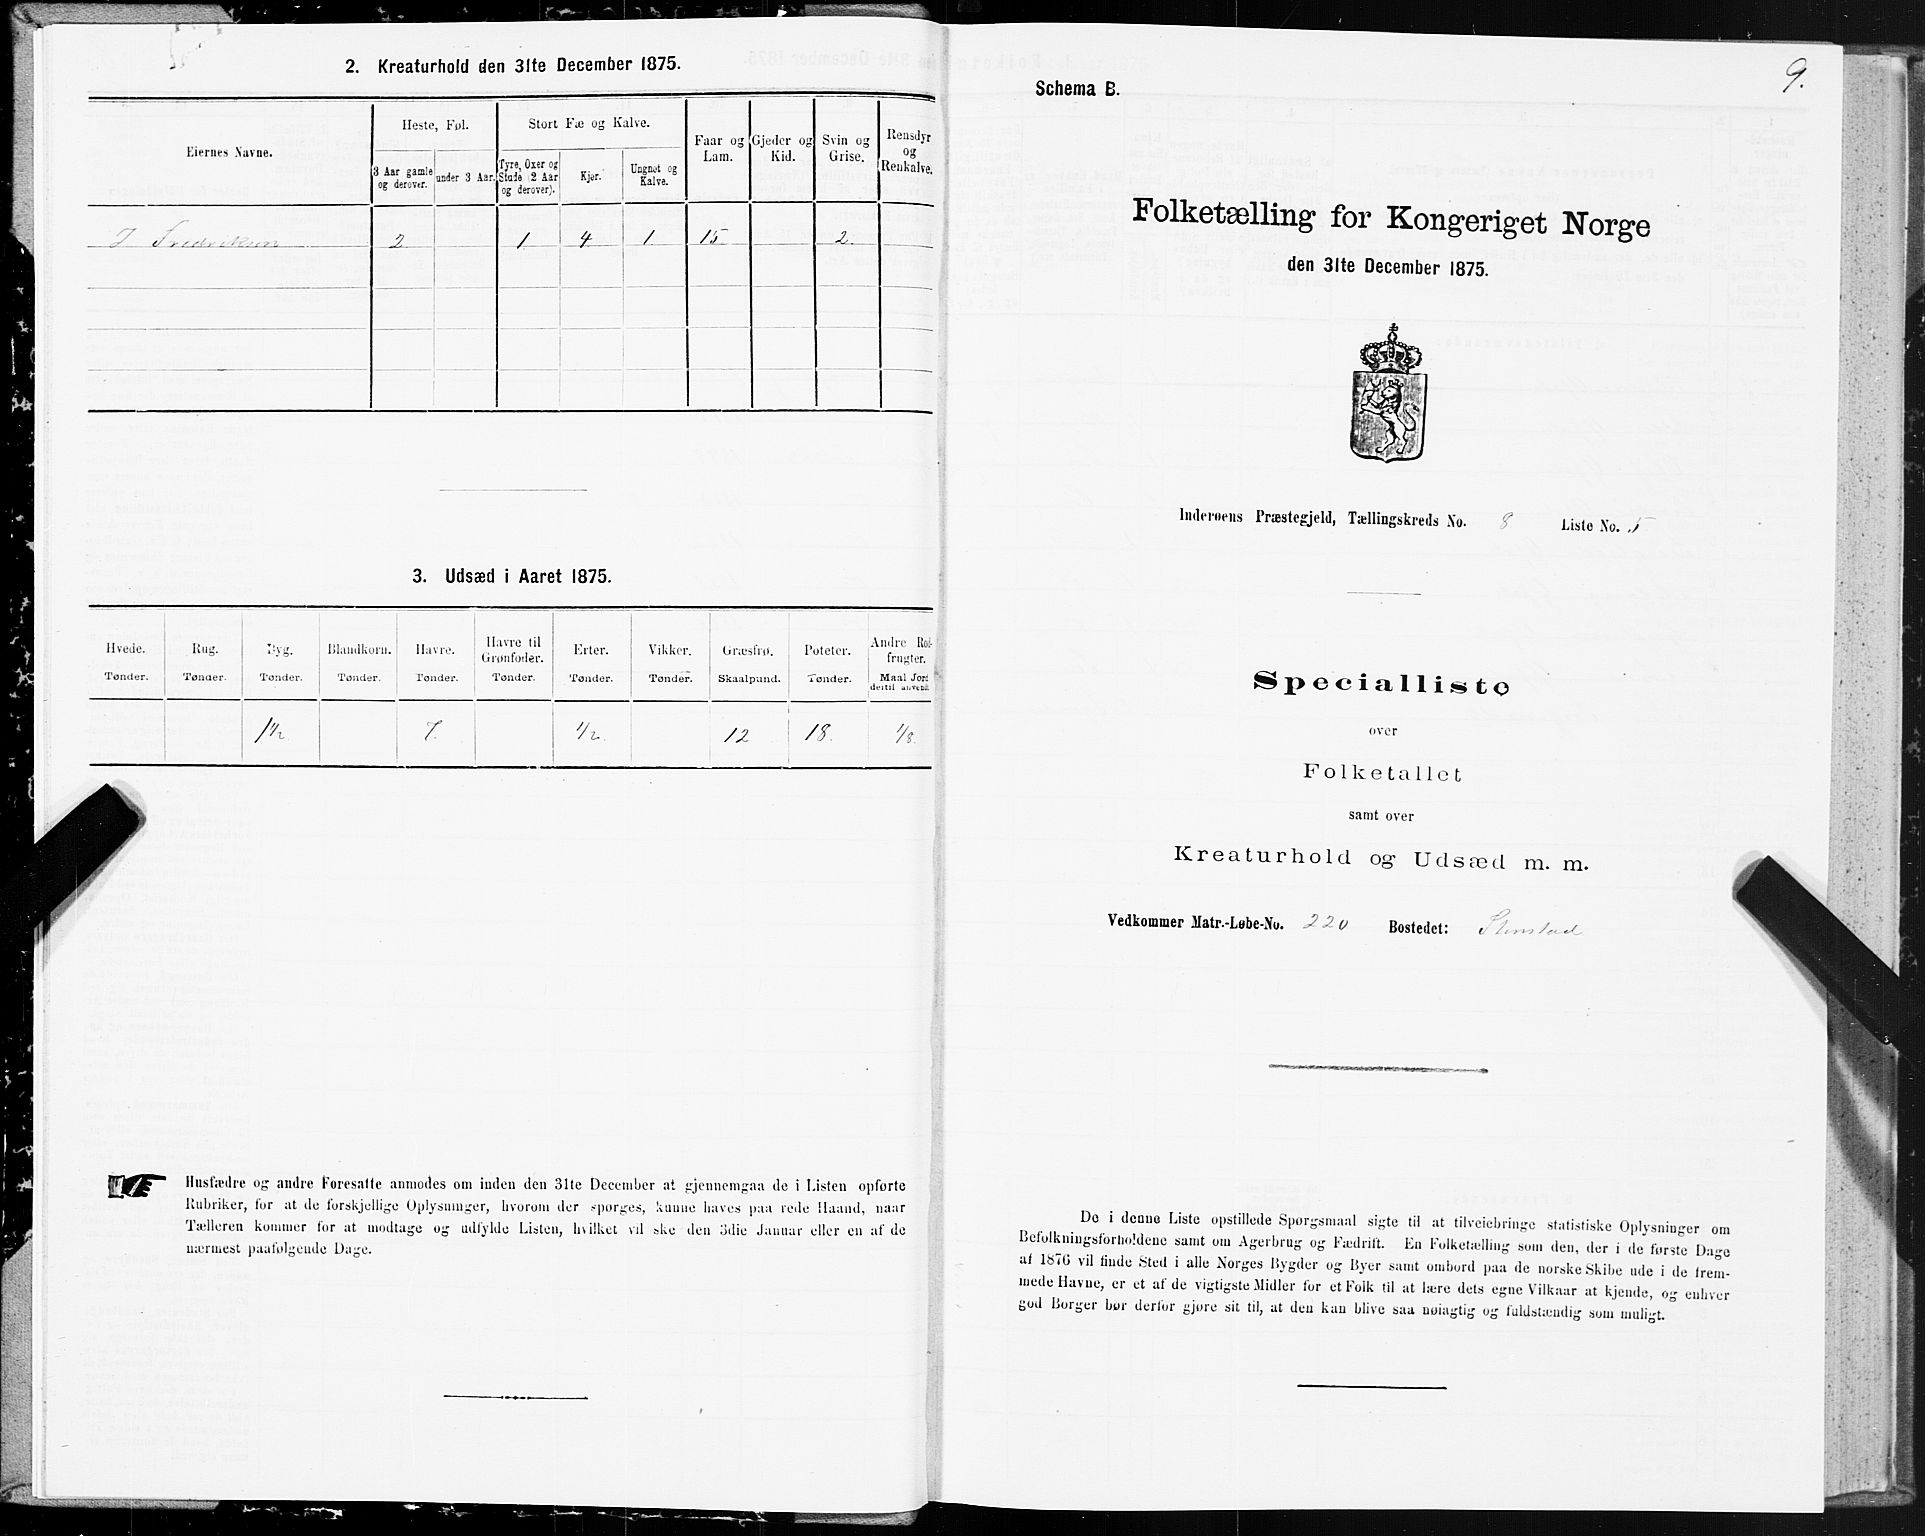 2. Kreaturhold den 31te December 1875.
Eiernes Navne.
Heste, Føl.
Stort Fæ og Kalve.
Faar og Lam.
Gjeder og Kid.
Svin og Grise.
Rensdyr og Renkalve.
3 Aar gamle og derover.
under 3 Aar.
Tyre, Oxer og Stude (2 Aar og derover).
Kjør.
Ungnøt og Kalve.
J Fredriksen 2 1 4 1 15 2
3. Udsæd i Aaret 1875.
Hvede. Rug. Byg. Blandkorn. Havre. Havre til Grønfoder. Erter. Vikker. Græsfrø. Poteter. Andre Rodfrugter.
Tønder. Tønder. Tønder. Tønder. Tønder. Tønder. Tønder. Tønder. Skaalpund. Tønder. Maal Jord dertil anvend.
1 1/2 7. 1/2 12 18. 1/8
Husfædre og andre Foresatte anmodes om inden den 31te December at gjennemgaa de i Listen opførte
Rubriker, for at de forskjellige Oplysninger, hvorom der spørges, kunne haves paa rede Haand, naar
Tælleren kommer for at modtage og udfylde Listen, hvilket vil ske den 3die Januar eller en af de
nærmest paafølgende Dage.
9.
Schema B.
Folketælling for Kongeriget Norge
den 31te December 1875.
Inderøens Præstegjeld, Tællingskreds No. 8 Liste No. 5
Specialliste
over
Folketallet
samt over
Kreaturhold og Udsæd m. m.
Vedkommer Matr.-Løbe-No. 220 Bostedet: Stenstad
De i denne Liste opstillede Spørgsmaal sigte til at tilveiebringe statistiske Oplysninger om
Befolkningsforholdene samt om Agerbrug og Fædrift. En Folketælling som den, der i de første Dage
af 1876 vil finde Sted i alle Norges Bygder og Byer samt ombord paa de norske Skibe ude i de frem-
mede Havne, er et af de vigtigste Midler for et Folk til at lære dets egne Vilkaar at kjende, og enhver
god Borger bør derfor gjøre sit til, at den kan blive saa nøiagtig og fuldstændig som muligt.